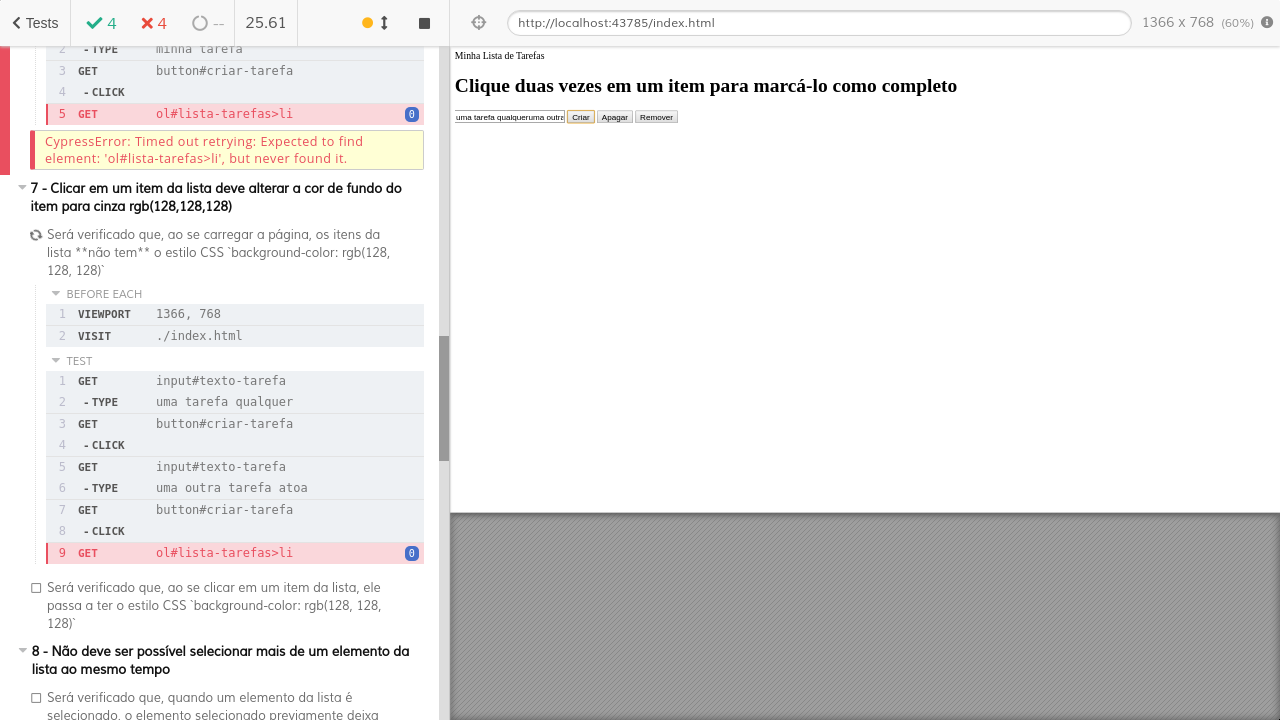 Tests
4
4
--
25.61
http://localhost:43785/index.html
1366 x 768 (60%)
2 - TYPE minha tarefa
3 GET button#criar-tarefa
4 - CLICK
5 GET ol#lista-tarefas>li 0
CypressError: Timed out retrying: Expected to find
element: 'ol#lista-tarefas>li', but never found it.
7 - Clicar em um item da lista deve alterar a cor de fundo do
item para cinza rgb(128,128,128)
Será verificado que, ao se carregar a página, os itens da
lista **não tem** o estilo CSS `background-color: rgb(128,
128, 128)`
BEFORE EACH
1 VIEWPORT 1366, 768
2 VISIT ./index.html
TEST
1 GET input#texto-tarefa
2 - TYPE uma tarefa qualquer
3 GET button#criar-tarefa
4 - CLICK
5 GET input#texto-tarefa
6 - TYPE uma outra tarefa atoa
7 GET button#criar-tarefa
8 - CLICK
9 GET ol#lista-tarefas>li 0
Será verificado que, ao se clicar em um item da lista, ele
passa a ter o estilo CSS `background-color: rgb(128, 128,
128)`
8 - Não deve ser possível selecionar mais de um elemento da
lista ao mesmo tempo
Será verificado que, quando um elemento da lista é
selecionado, o elemento selecionado previamente deixa
Minha Lista de Tarefas
Clique duas vezes em um item para marcá-lo como completo
uma tarefa qualqueruma outra
Criar
Apagar
Remover